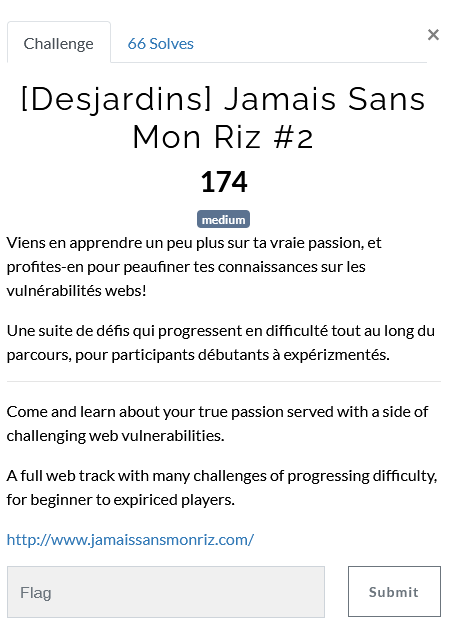 Challenge
66 Solves
×
[Desjardins] Jamais Sans
Mon Riz #2
174
medium
Viens en apprendre un peu plus sur ta vraie passion, et
profites-en pour peaufiner tes connaissances sur les
vulnérabilités webs!
Une suite de défis qui progressent en difficulté tout au long du
parcours, pour participants débutants à expérizmentés.
Come and learn about your true passion served with a side of
challenging web vulnerabilities.
A full web track with many challenges of progressing difficulty,
for beginner to expiriced players.
http://www.jamaissansmonriz.com/
Flag
Submit